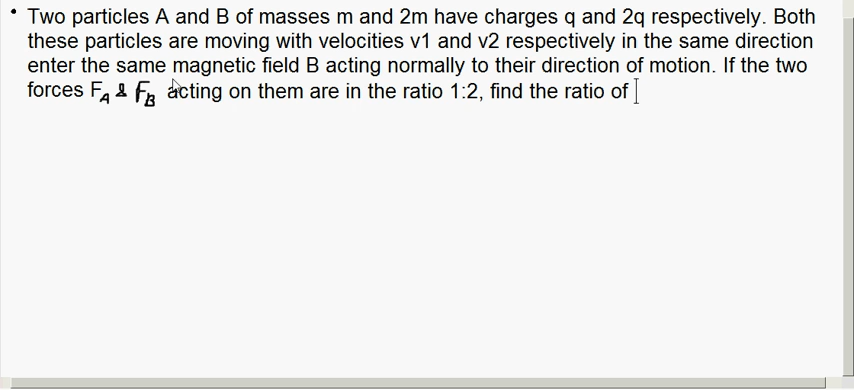 • Two particles A and B of masses m and 2m have charges q and 2q respectively. Both
these particles are moving with velocities v1 and v2 respectively in the same direction
enter the same magnetic field B acting normally to their direction of motion. If the two
forces F_A & F_B acting on them are in the ratio 1:2, find the ratio of